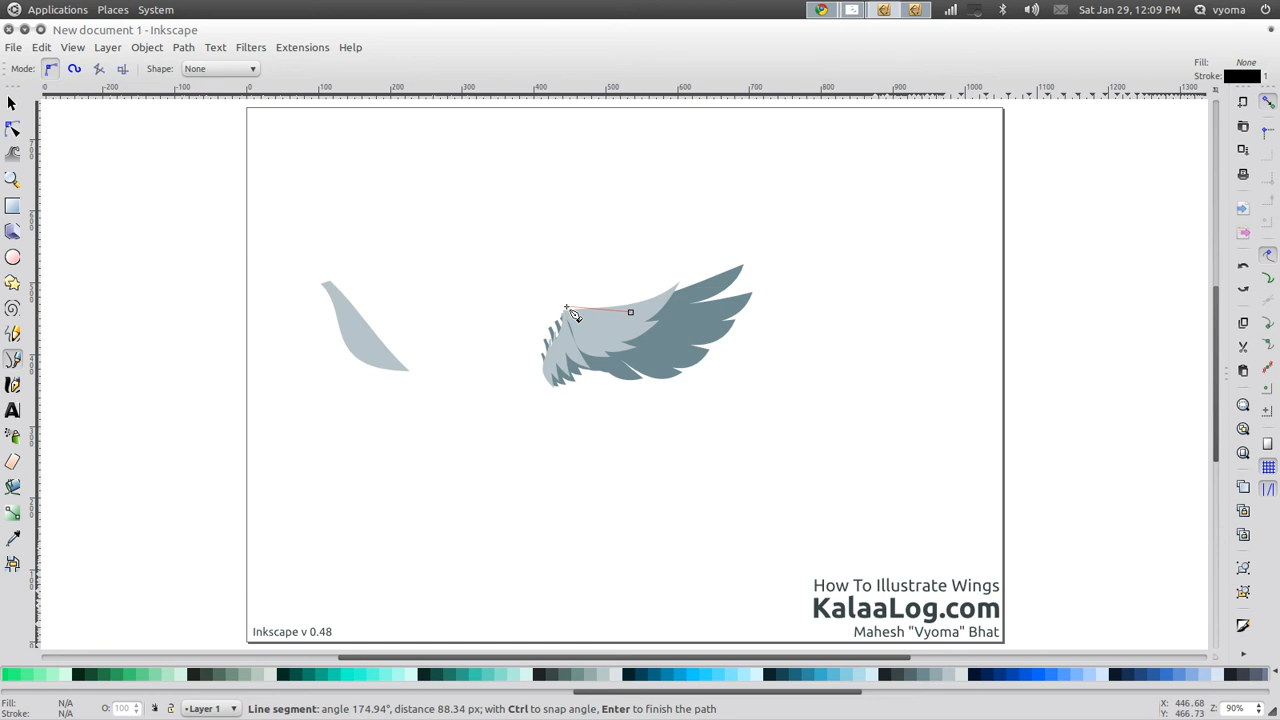 Applications Places System
Sat Jan 29, 12:09 PM vyoma
New document 1 - Inkscape
File Edit View Layer Object Path Text Filters Extensions Help
Mode: Shape: None
Fill: None
Stroke: 1
How To Illustrate Wings
KalaaLog.com
Mahesh "Vyoma" Bhat
Inkscape v 0.48
Fill: N/A
Stroke: N/A
O: 100
Layer 1
Line segment: angle 174.94°, distance 88.34 px; with Ctrl to snap angle, Enter to finish the path
X: 446.68
Y: 466.73
Z: 90%